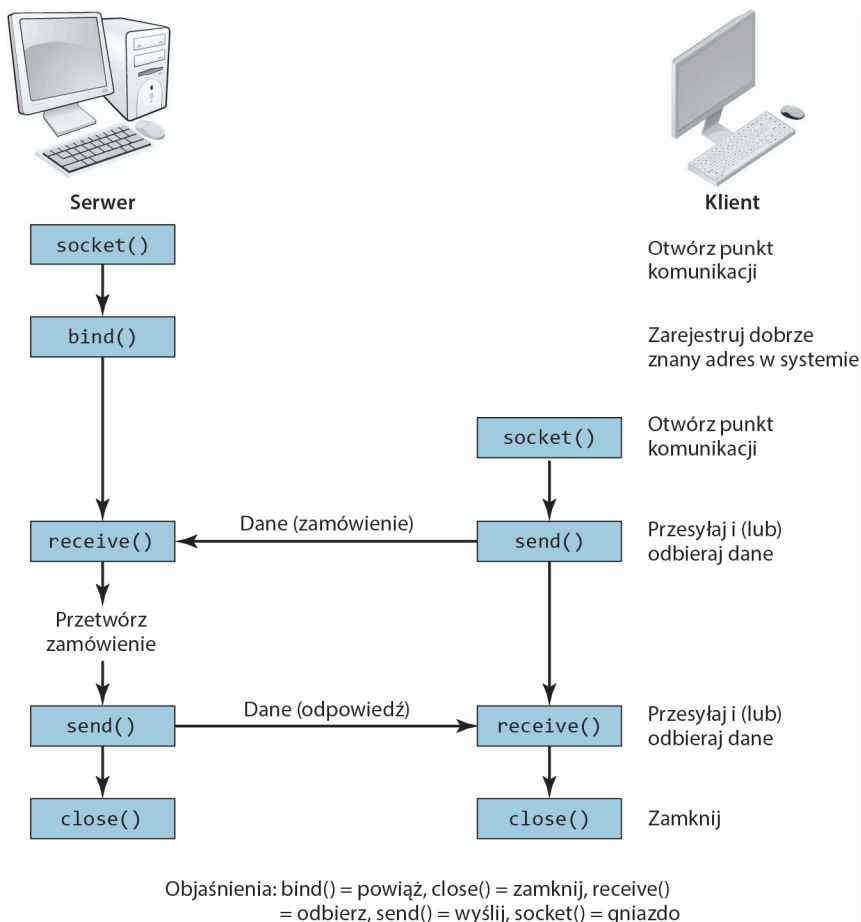 Serwer
Klient
socket()
Otwórz punkt
komunikacji
bind()
Zarejestruj dobrze
znany adres w systemie
socket()
Otwórz punkt
komunikacji
receive()
Dane (zamówienie)
send()
Przesyłaj i (lub)
odbieraj dane
Przetwórz
zamówienie
send()
Dane (odpowiedź)
receive()
Przesyłaj i (lub)
odbieraj dane
close()
close()
Zamknij
Objaśnienia: bind() = powiąż, close() = zamknij, receive()
= odbierz, send() = wyślij, socket() = gniazdo